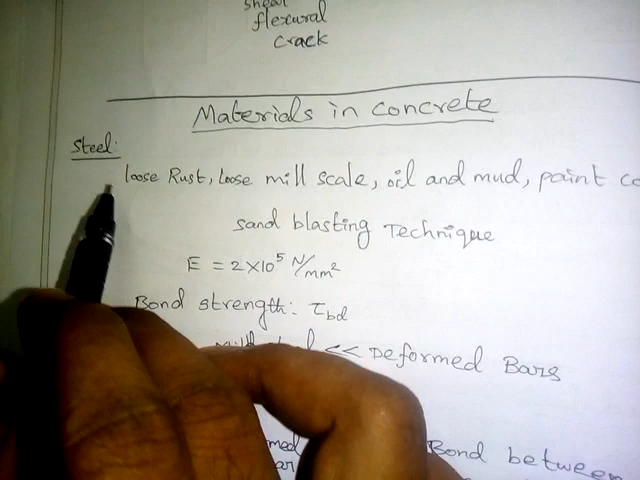 shear
flexural
crack
Materials in concrete
Steel:
loose Rust, loose mill scale, oil and mud, paint
sand blasting Technique
E = 2×10⁵ N/mm²
Bond strength: τbd
<< Deformed Bars
Bond between